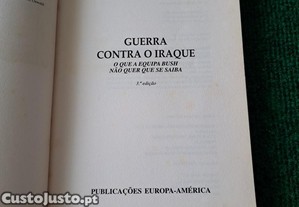 GUERRA
CONTRA O IRAQUE
O QUE A EQUIPA BUSH
NÃO QUER QUE SE SAIBA
3.ª edição
PUBLICAÇÕES EUROPA-AMÉRICA
CustoJusto.pt